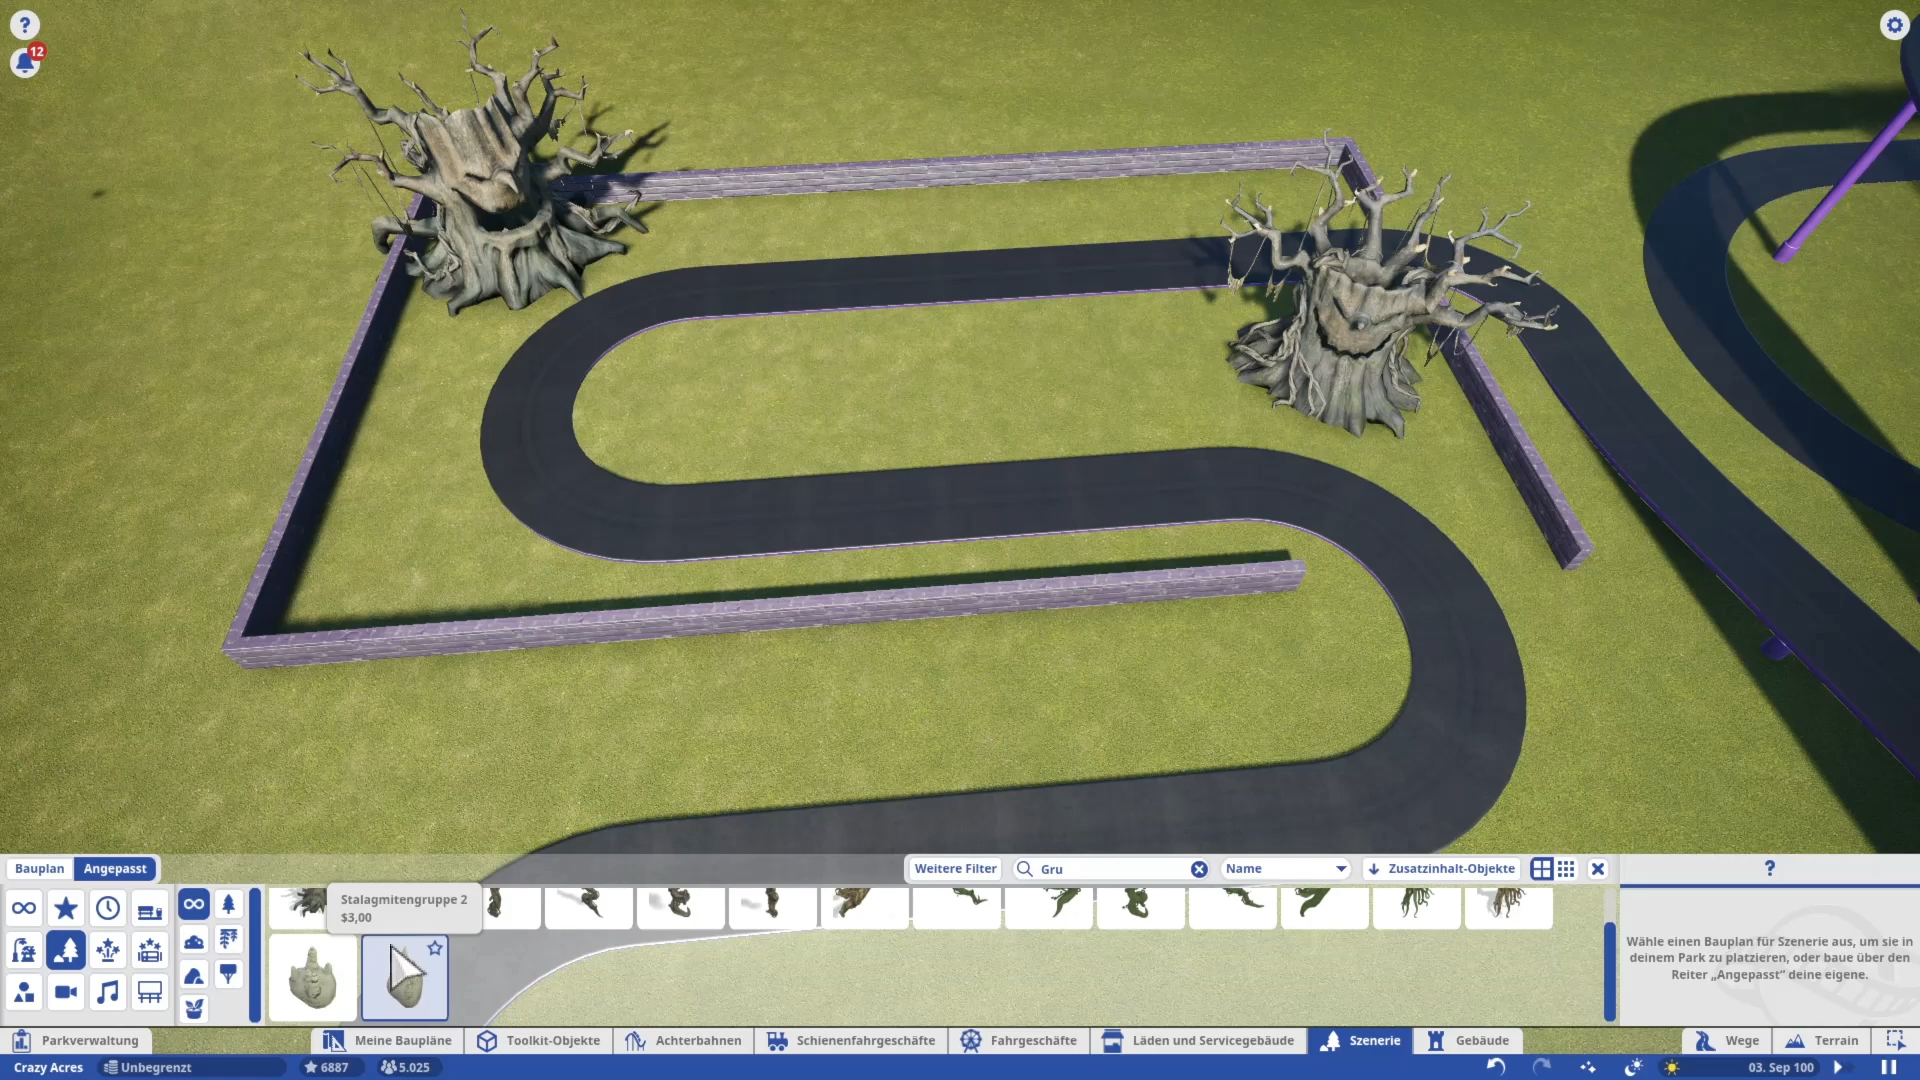 ?
12
Bauplan
Angepasst
Weitere Filter
Gru
Name
Zusatzinhalt-Objekte
?
Stalagmitengruppe 2
$3,00
Wähle einen Bauplan für Szenerie aus, um sie in
deinem Park zu platzieren, oder baue über den
Reiter „Angepasst“ deine eigene.
Parkverwaltung
Meine Baupläne
Toolkit-Objekte
Achterbahnen
Schienenfahrgeschäfte
Fahrgeschäfte
Läden und Servicegebäude
Szenerie
Gebäude
Wege
Terrain
Crazy Acres
Unbegrenzt
6887
5.025
03. Sep 100